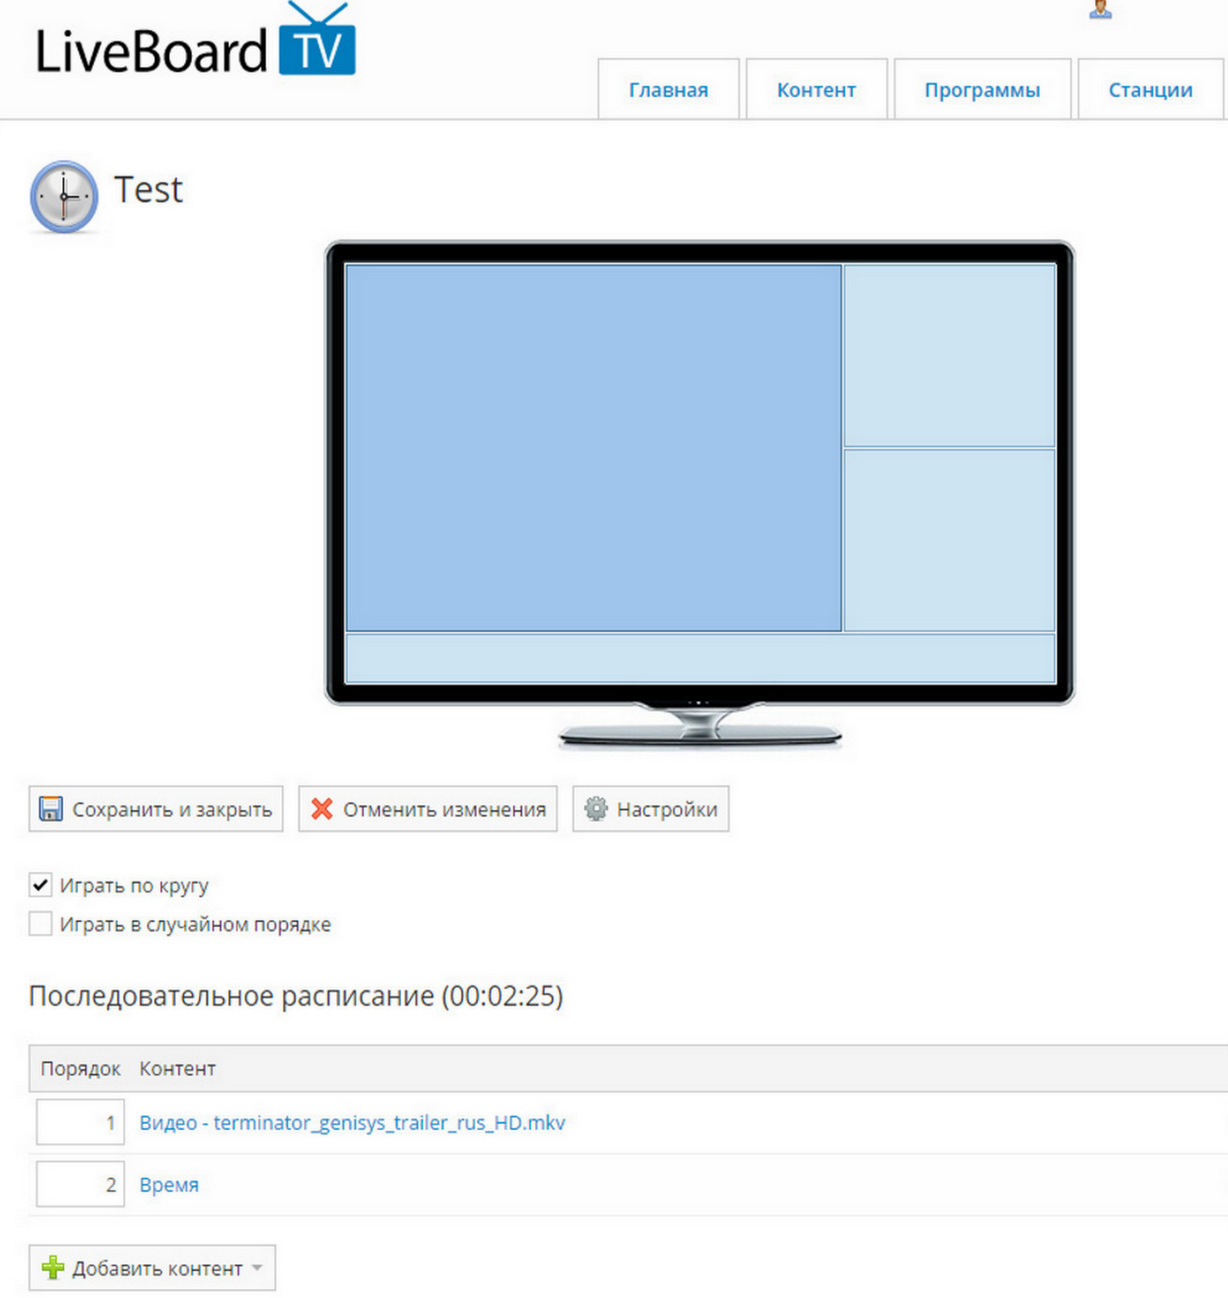 LiveBoard TV
Главная Контент Программы Станции
Test
Сохранить и закрыть Отменить изменения Настройки
Играть по кругу
Играть в случайном порядке
Последовательное расписание (00:02:25)
Порядок Контент
1 Видео - terminator_genisys_trailer_rus_HD.mkv
2 Время
Добавить контент